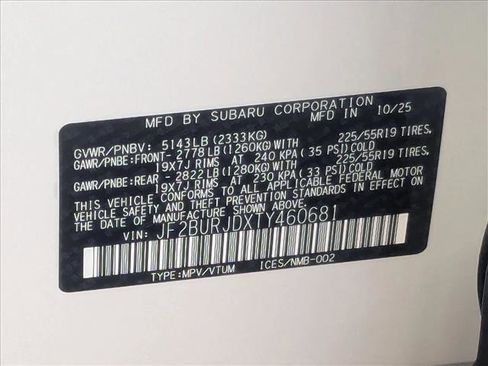 MFD BY SUBARU CORPORATION
MFD IN 10/25
GVWR/PNBV: 5143LB(2333KG)
GAWR/PNBE:FRONT-2778LB(1260KG)WITH 225/55R19 TIRES,
19X7J RIMS AT 240 KPA(35 PSI)COLD
GAWR/PNBE:REAR -2822LB(1280KG)WITH 225/55R19 TIRES,
19X7J RIMS AT 230 KPA(33 PSI)COLD
THIS VEHICLE CONFORMS TO ALL APPLICABLE FEDERAL MOTOR
VEHICLE SAFETY AND THEFT PREVENTION STANDARDS IN EFFECT ON
THE DATE OF MANUFACTURE SHOWN ABOVE.
VIN: JF2BURJDXTY460681
TYPE:MPV/VTUM ICES/NMB-002